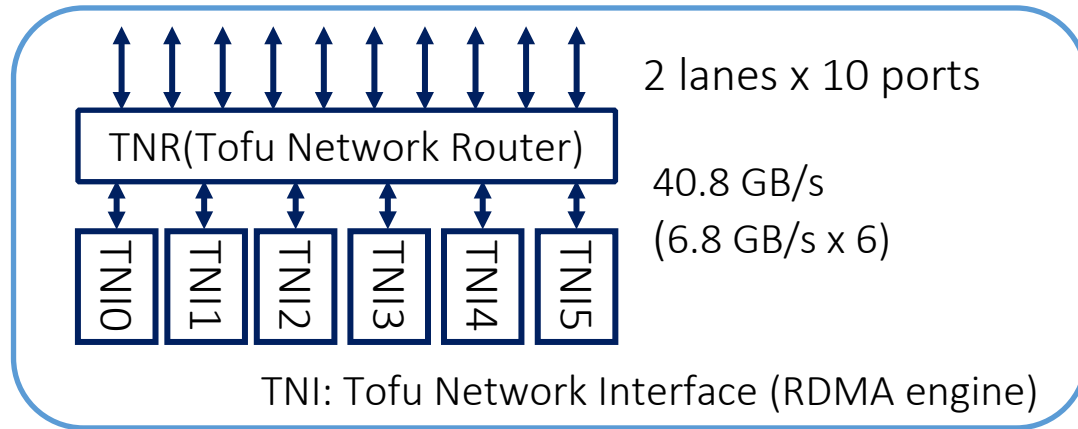 2 lanes x 10 ports
TNR(Tofu Network Router)
40.8 GB/s
(6.8 GB/s x 6)
TNI0
TNI1
TNI2
TNI3
TNI4
TNI5
TNI: Tofu Network Interface (RDMA engine)